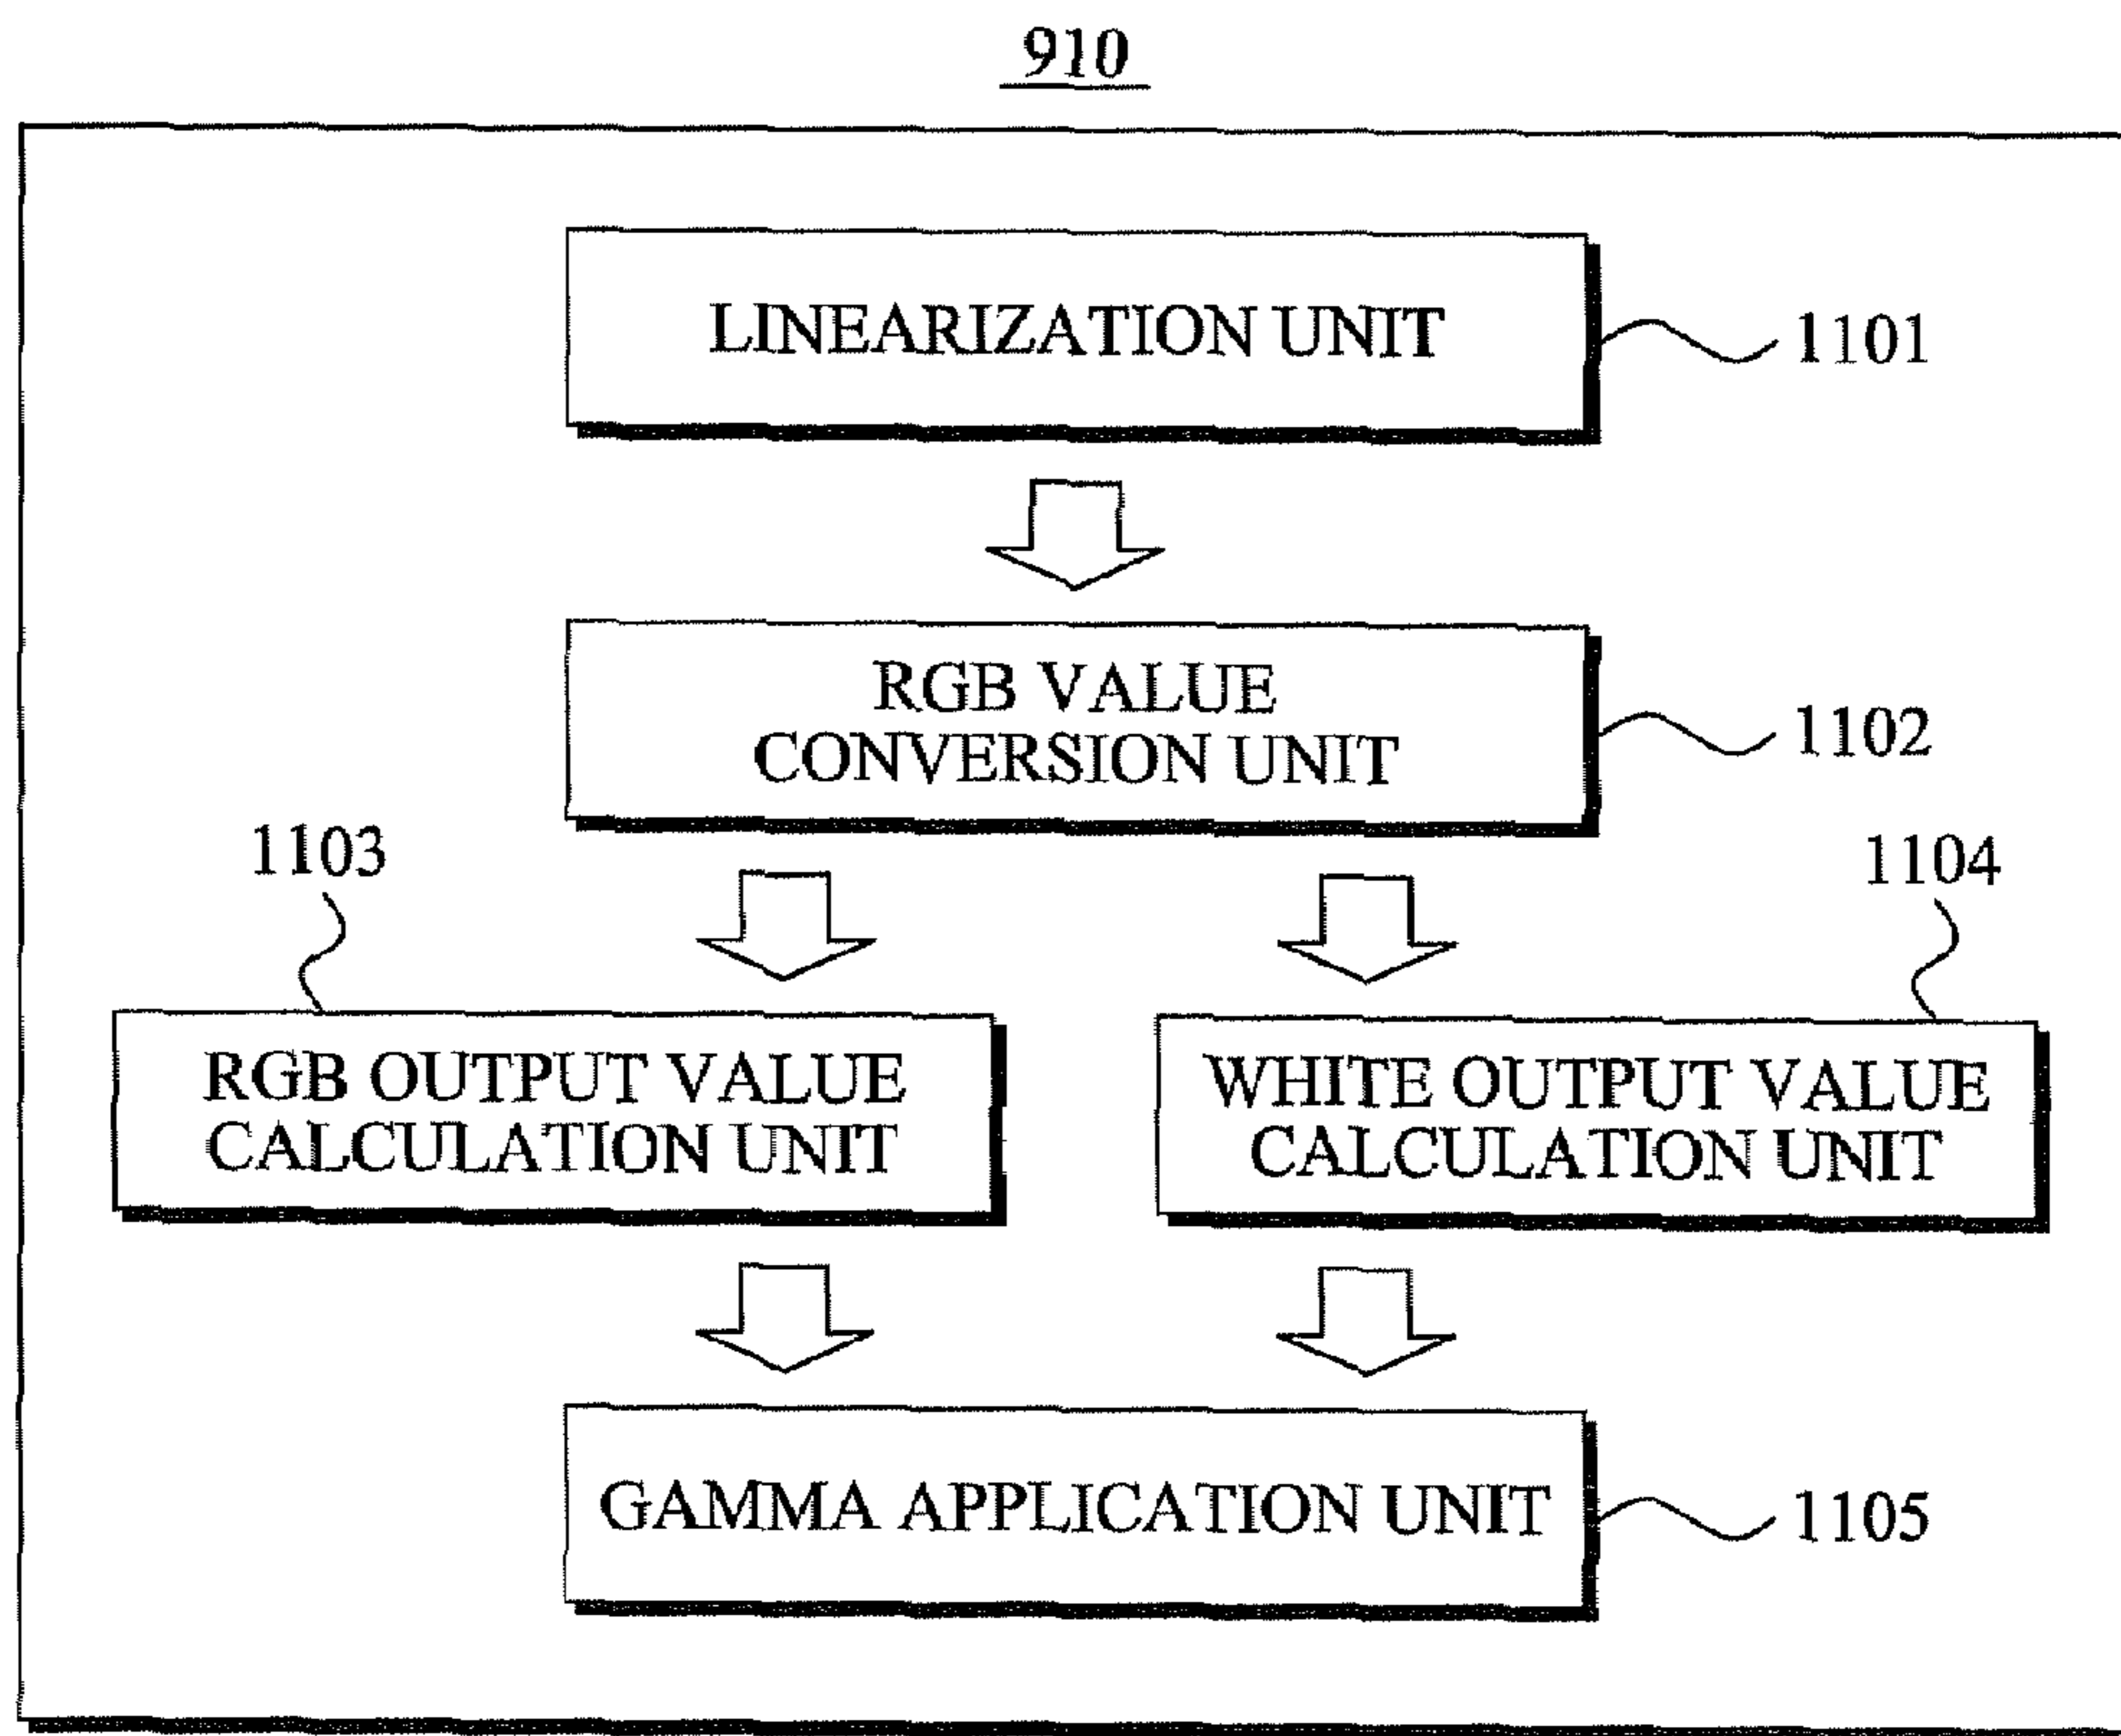 910
LINEARIZATION UNIT
1101
RGB VALUE
CONVERSION UNIT
1102
1103
1104
RGB OUTPUT VALUE
CALCULATION UNIT
WHITE OUTPUT VALUE
CALCULATION UNIT
GAMMA APPLICATION UNIT
1105